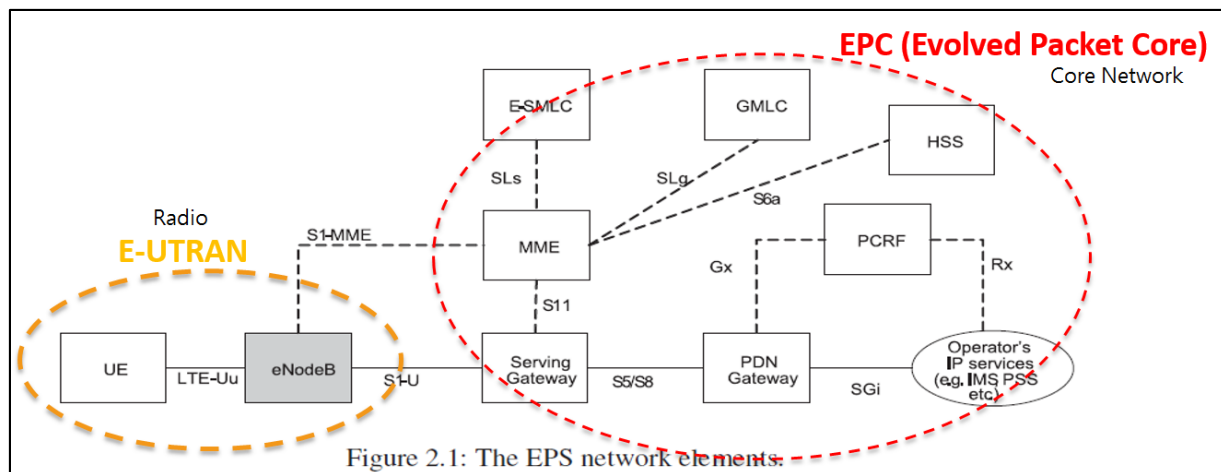 EPC (Evolved Packet Core)
Core Network
E-SMLC
GMLC
HSS
SLs
SLg
S6a
Radio
E-UTRAN
S1-MME
MME
PCRF
Gx
Rx
S11
UE
LTE-Uu
eNodeB
S1-U
Serving
Gateway
S5/S8
PDN
Gateway
SGi
Operator's
IP services
(e.g, IMS PSS
etc.)
Figure 2.1: The EPS network elements.